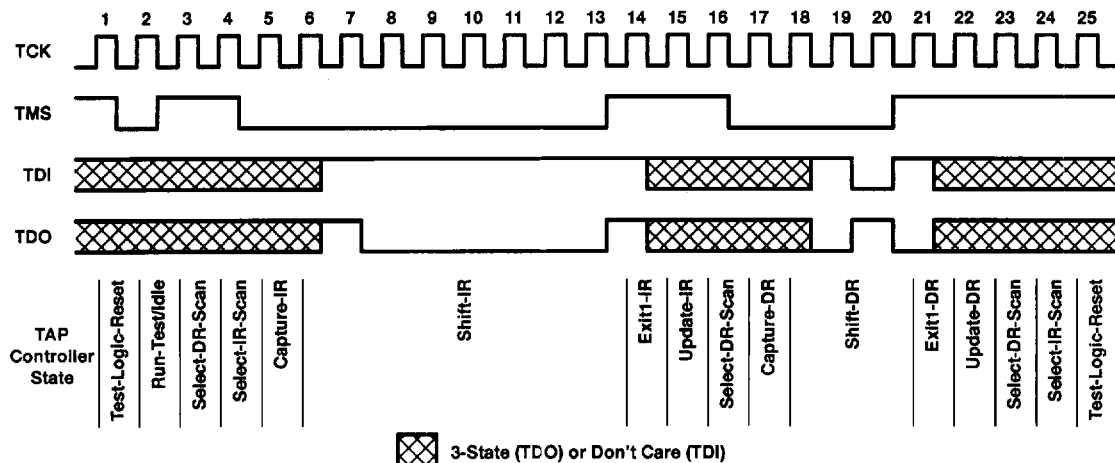 1 2 3 4 5 6 7 8 9 10 11 12 13 14 15 16 17 18 19 20 21 22 23 24 25
TCK
TMS
TDI
TDO
TAP
Controller
State
Test-Logic-Reset
Run-Test/Idle
Select-DR-Scan
Select-IR-Scan
Capture-IR
Shift-IR
Exit1-IR
Update-IR
Select-DR-Scan
Capture-DR
Shift-DR
Exit1-DR
Update-DR
Select-DR-Scan
Select-IR-Scan
Test-Logic-Reset
3-State (TDO) or Don't Care (TDI)